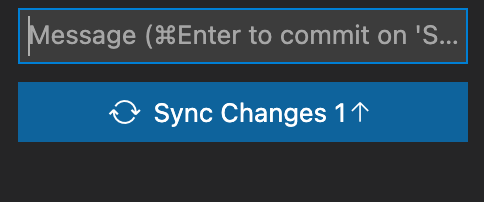 Message (⌘Enter to commit on 'S...
Sync Changes 1↑